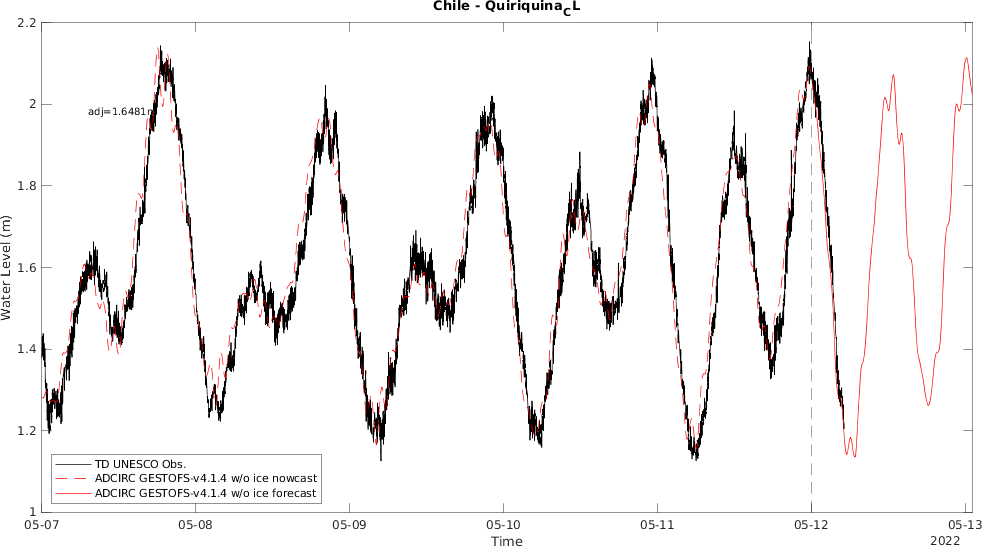 Chile - Quiriquina_CL
2.2
2
1.8
1.6
1.4
1.2
1
Water Level (m)
adj=1.6481m
TD UNESCO Obs.
ADCIRC GESTOFS-v4.1.4 w/o ice nowcast
ADCIRC GESTOFS-v4.1.4 w/o ice forecast
05-07 05-08 05-09 05-10 05-11 05-12 05-13
Time
2022